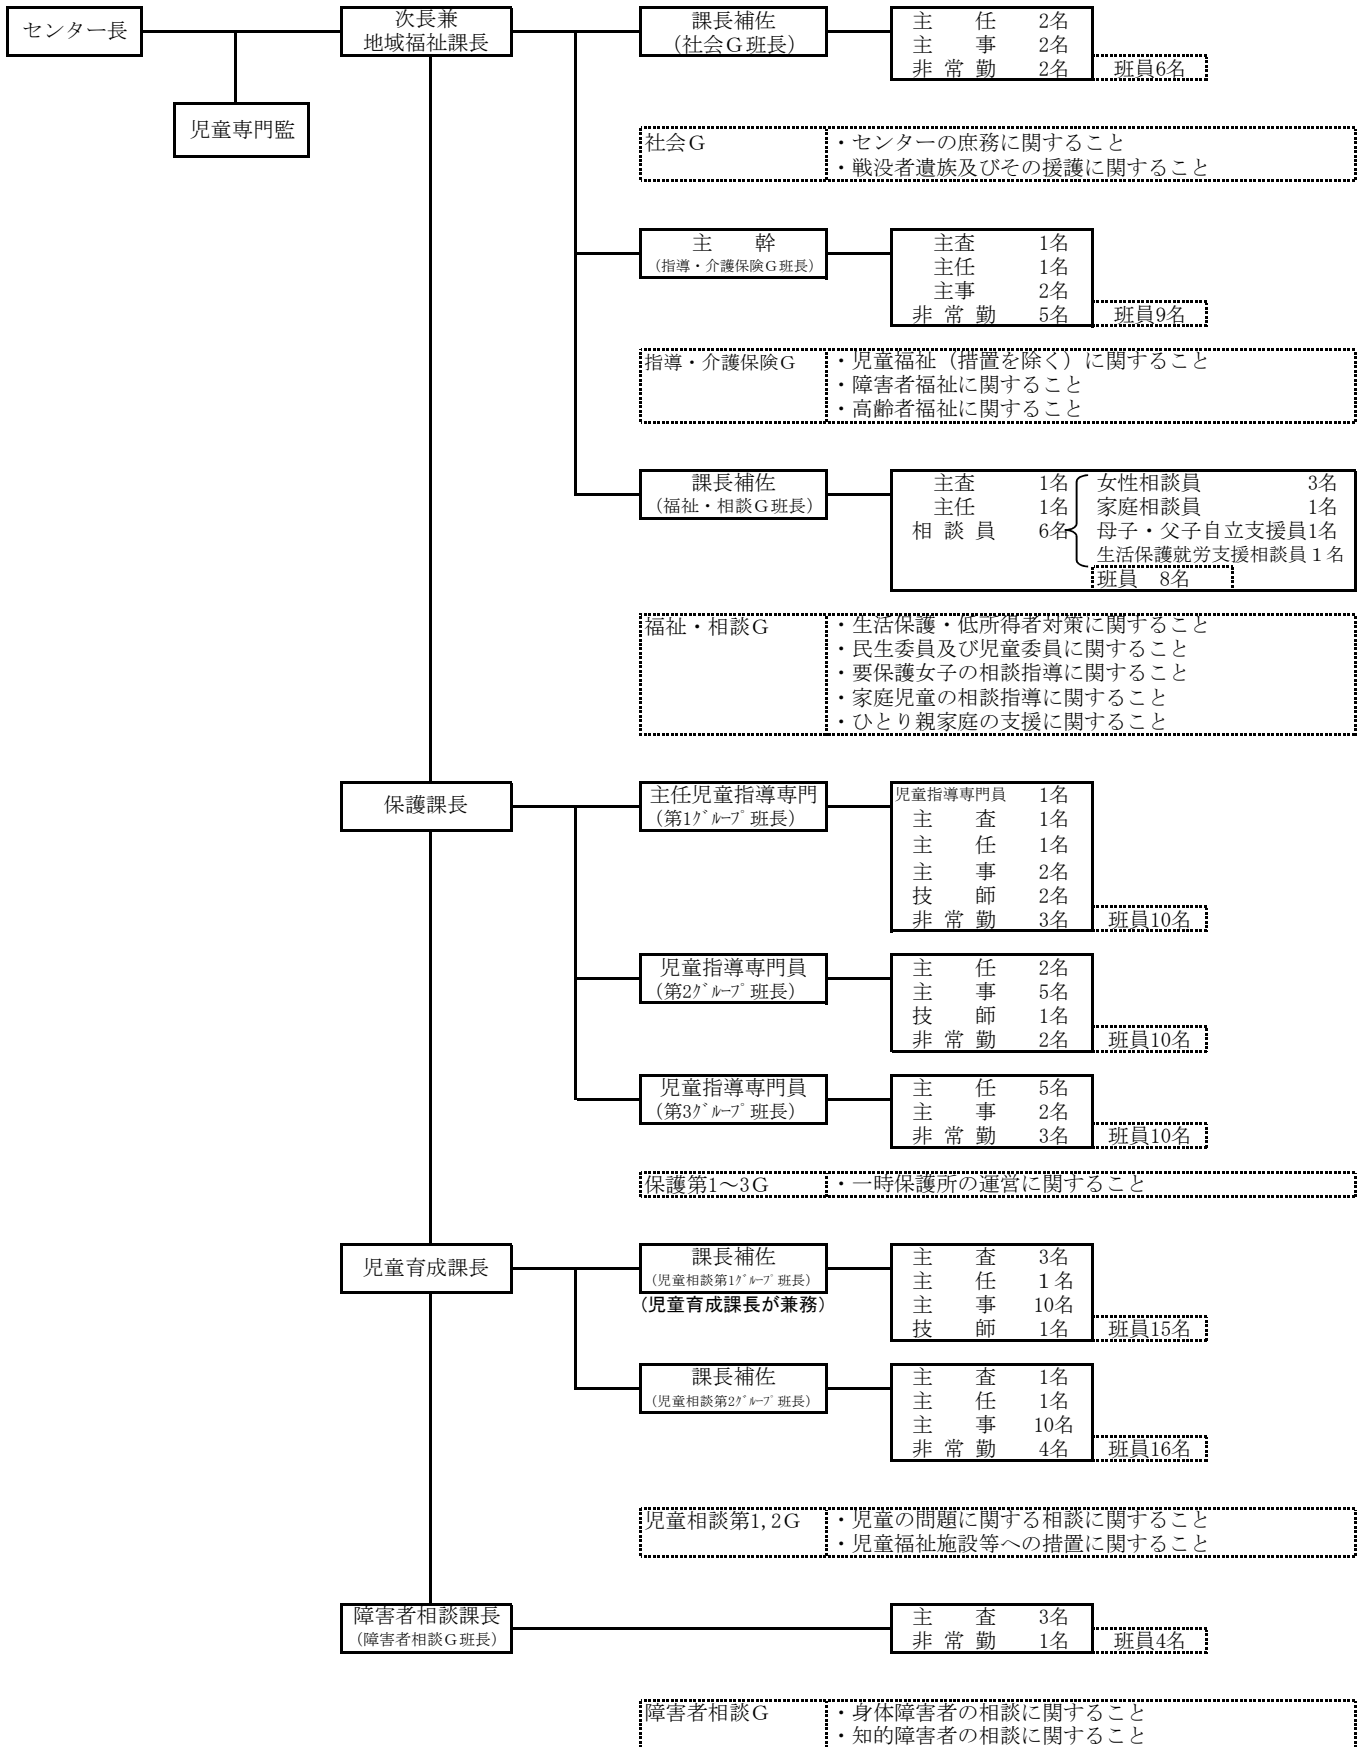 センター長
次長兼
地域福祉課長
児童専門監
課長補佐
(社会G班長)
主 任 2名
主 事 2名
非 常 勤 2名 班員6名
社会G ・センターの庶務に関すること
・戦没者遺族及びその援護に関すること
主 幹
(指導・介護保険G班長)
主査 1名
主任 1名
主事 2名
非 常 勤 5名 班員9名
指導・介護保険G ・児童福祉（措置を除く）に関すること
・障害者福祉に関すること
・高齢者福祉に関すること
課長補佐
(福祉・相談G班長)
主査 1名 女性相談員 3名
主任 1名 家庭相談員 1名
相 談 員 6名 母子・父子自立支援員1名
生活保護就労支援相談員１名
班員 8名
福祉・相談G ・生活保護・低所得者対策に関すること
・民生委員及び児童委員に関すること
・要保護女子の相談指導に関すること
・家庭児童の相談指導に関すること
・ひとり親家庭の支援に関すること
保護課長
主任児童指導専門
(第1ｸﾞﾙｰﾌﾟ班長)
児童指導専門員 1名
主 査 1名
主 任 1名
主 事 2名
技 師 2名
非 常 勤 3名 班員10名
児童指導専門員
(第2ｸﾞﾙｰﾌﾟ班長)
主 任 2名
主 事 5名
技 師 1名
非 常 勤 2名 班員10名
児童指導専門員
(第3ｸﾞﾙｰﾌﾟ班長)
主 任 5名
主 事 2名
非 常 勤 3名 班員10名
保護第1～3G ・一時保護所の運営に関すること
児童育成課長
課長補佐
(児童相談第1ｸﾞﾙｰﾌﾟ班長)
(児童育成課長が兼務)
主 査 3名
主 任 １名
主 事 10名
技 師 1名 班員15名
課長補佐
(児童相談第2ｸﾞﾙｰﾌﾟ班長)
主 査 1名
主 任 1名
主 事 10名
非 常 勤 4名 班員16名
児童相談第1,2G ・児童の問題に関する相談に関すること
・児童福祉施設等への措置に関すること
障害者相談課長
(障害者相談G班長)
主 査 3名
非 常 勤 1名 班員4名
障害者相談G ・身体障害者の相談に関すること
・知的障害者の相談に関すること